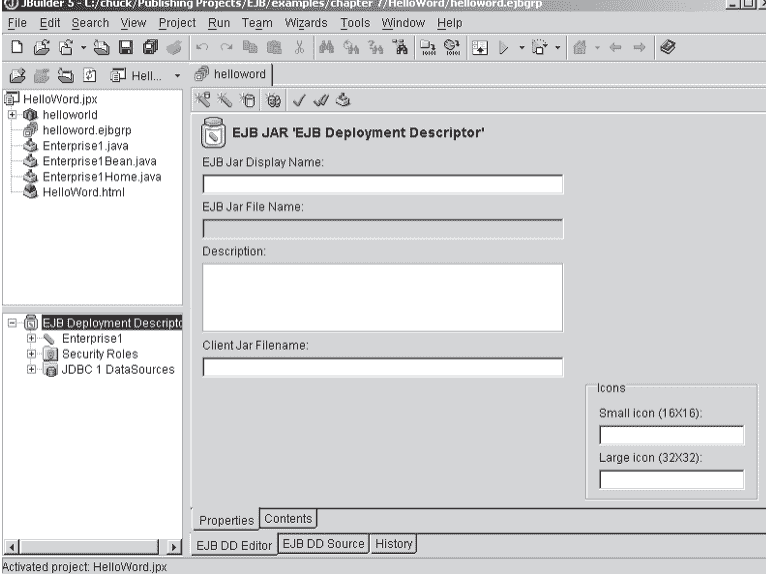 JBuilder 5 - C:/chuck/Publishing Projects/EJB/examples/chapter 7/HelloWord/helloword.ejbgrp
File Edit Search View Project Run Team Wizards Tools Window Help
Hell...
helloword
HelloWord.jpx
helloworld
helloword.ejbgrp
Enterprise1.java
Enterprise1Bean.java
Enterprise1Home.java
HelloWord.html
EJB JAR 'EJB Deployment Descriptor'
EJB Jar Display Name:
EJB Jar File Name:
Description:
Client Jar Filename:
Icons
Small icon (16X16):
Large icon (32X32):
EJB Deployment Descripto
Enterprise1
Security Roles
JDBC 1 DataSources
Properties Contents
EJB DD Editor EJB DD Source History
Activated project: HelloWord.jpx